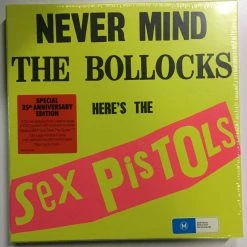 NEVER MIND
THE BOLLOCKS
HERE'S THE
SPECIAL
35th ANNIVERSARY
EDITION
Sex PiSTOLS
M